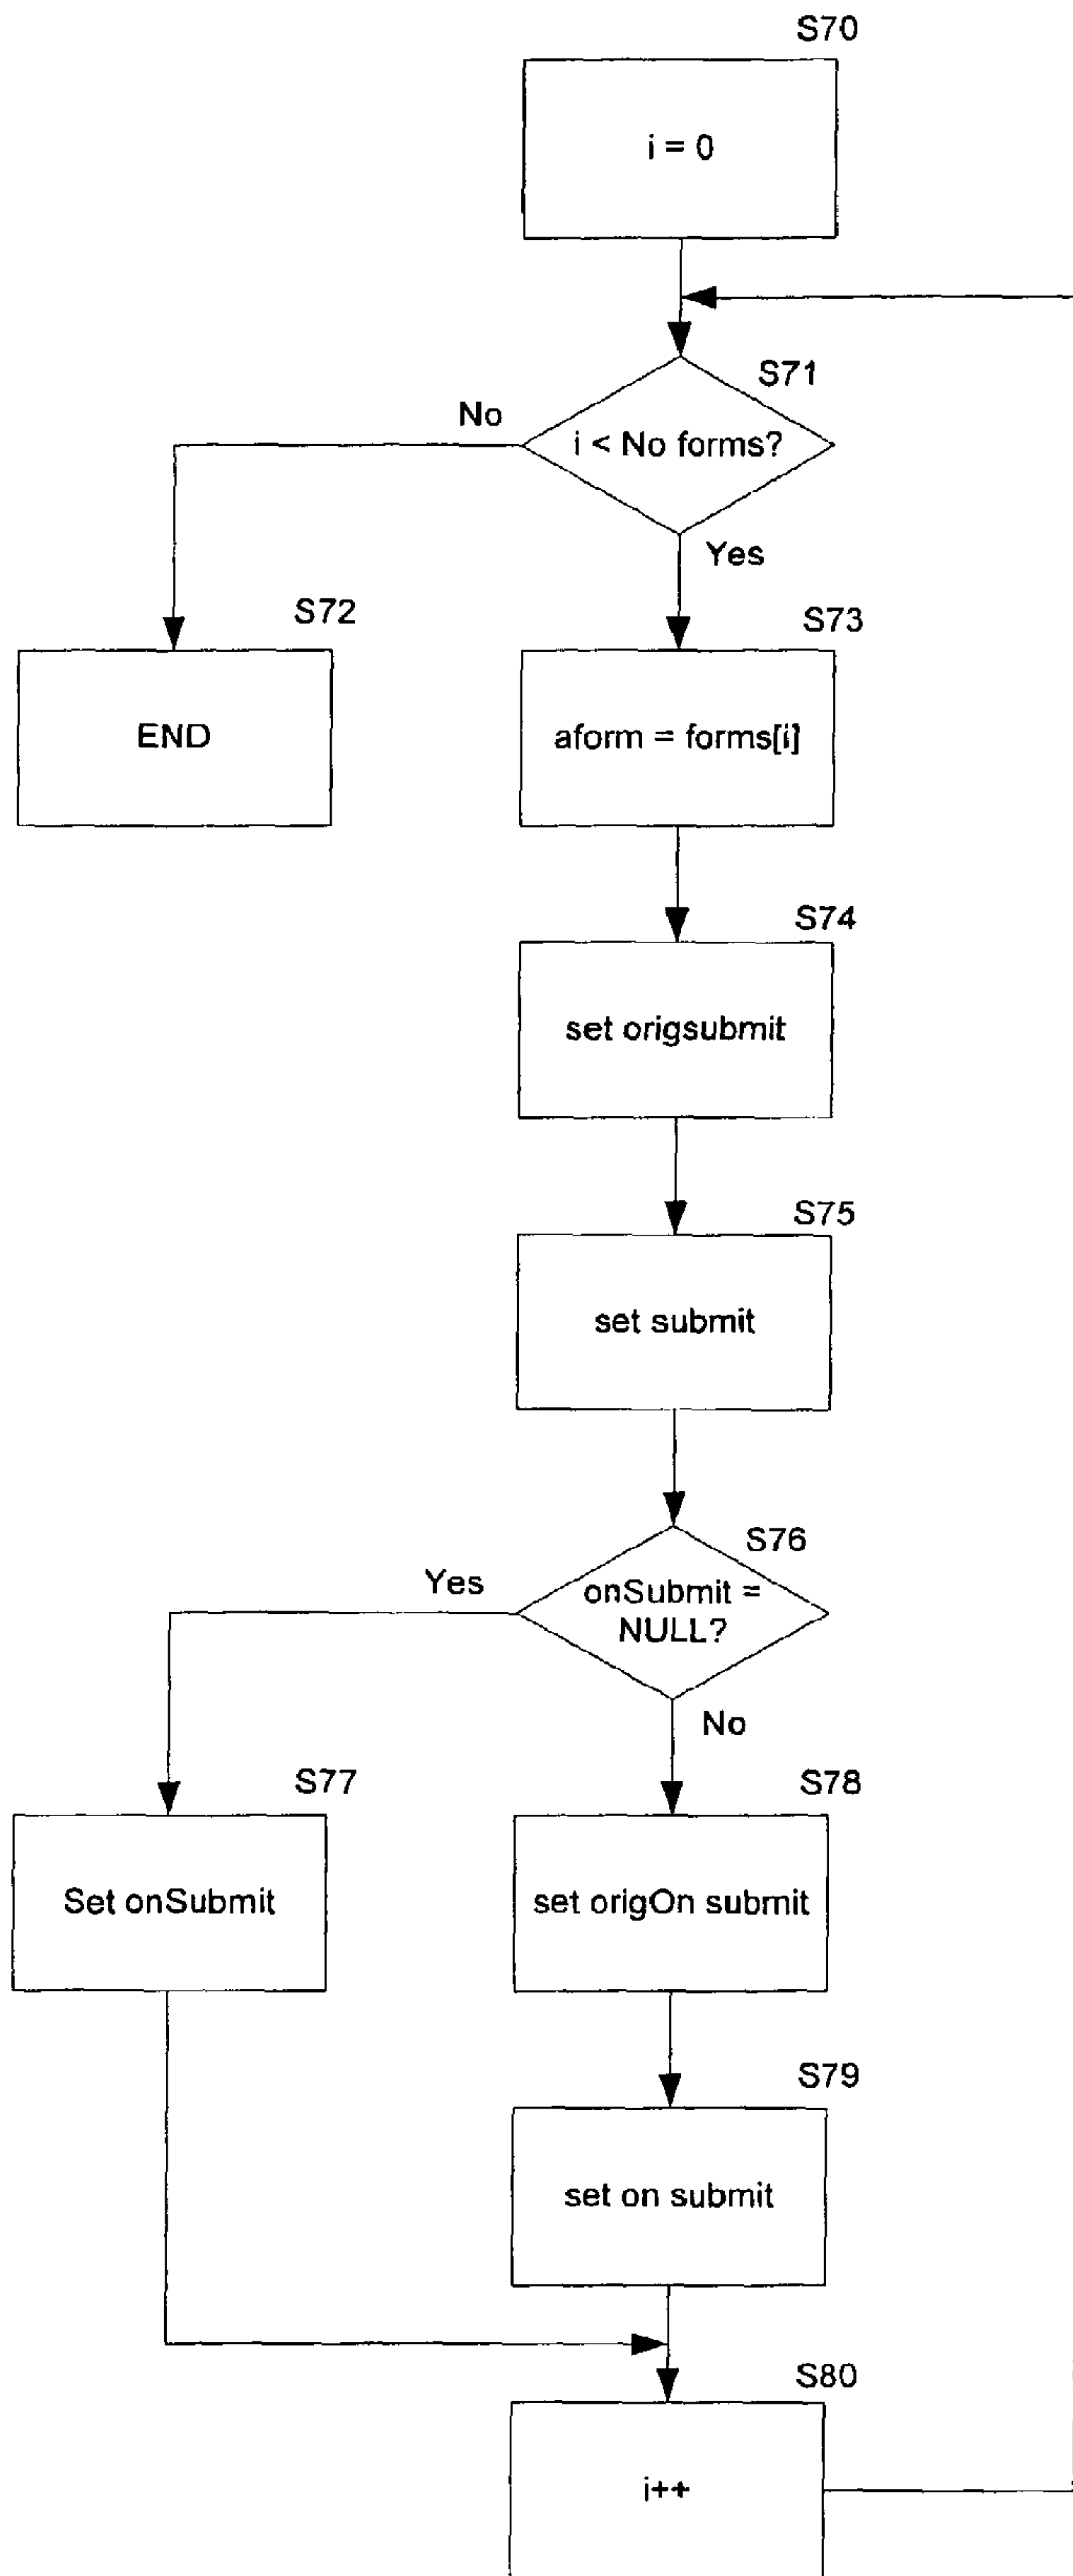 S70
i = 0
S71
No
i < No forms?
Yes
S72
S73
END
aform = forms[i]
S74
set origsubmit
S75
set submit
S76
Yes
onSubmit =
NULL?
No
S77
S78
Set onSubmit
set origOn submit
S79
set on submit
S80
i++